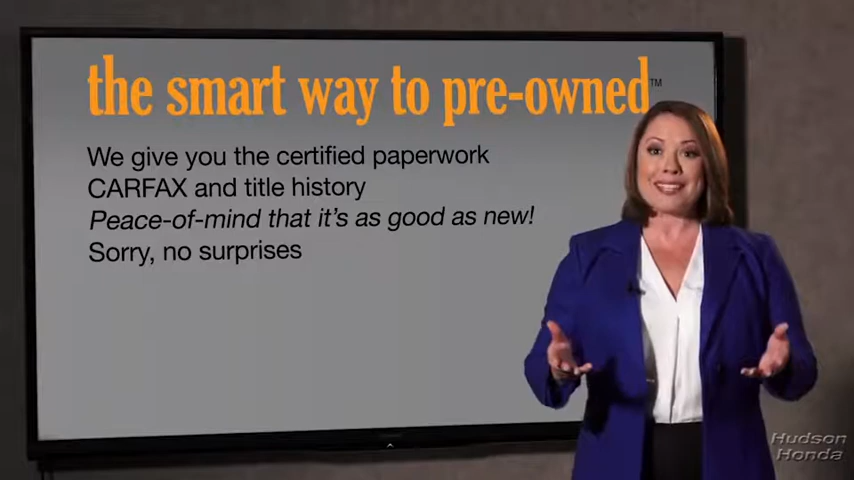 the smart way to pre-owned™
We give you the certified paperwork
CARFAX and title history
Peace-of-mind that it's as good as new!
Sorry, no surprises
Hudson
Honda